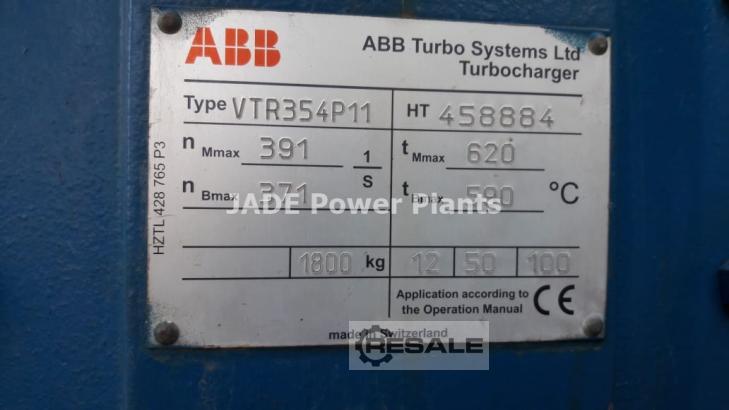 ABB
ABB Turbo Systems Ltd
Turbocharger
Type VTR354P11
HT 458884
n Mmax 391 1/S
t Mmax 620
n Bmax 371
t Bmax 590 °C
JADE Power Plants
1800 kg
12 50 100
Application according to
the Operation Manual CE
made in Switzerland
HZTL 428 765 P3
RESALE